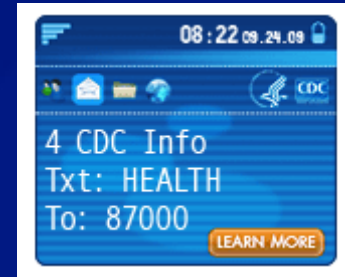 08:22 09.24.09
CDC
4 CDC Info
Txt: HEALTH
To: 87000
LEARN MORE